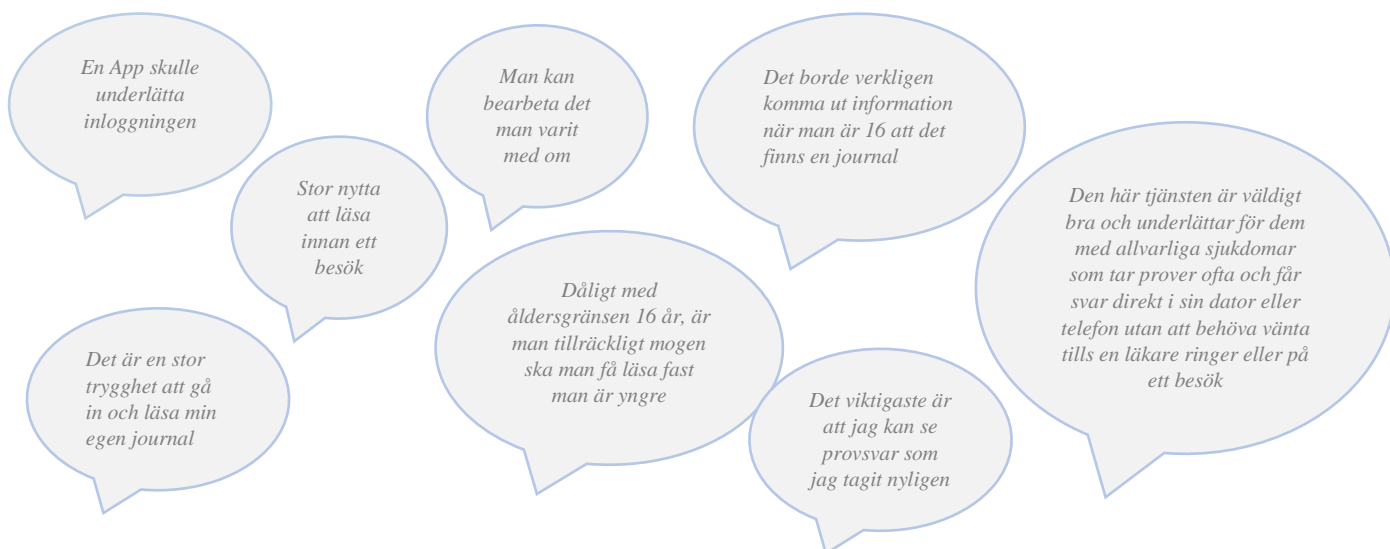 En App skulle
underlätta
inloggningen
Man kan
bearbeta det
man varit
med om
Det borde verkligen
komma ut information
när man är 16 att det
finns en journal
Stor nytta
att läsa
innan ett
besök
Den här tjänsten är väldigt
bra och underlättar för dem
med allvarliga sjukdomar
som tar prover ofta och får
svar direkt i sin dator eller
telefon utan att behöva vänta
tills en läkare ringer eller på
ett besök
Dåligt med
åldersgränsen 16 år, är
man tillräckligt mogen
ska man få läsa fast
man är yngre
Det är en stor
trygghet att gå
in och läsa min
egen journal
Det viktigaste är
att jag kan se
provsvar som
jag tagit nyligen